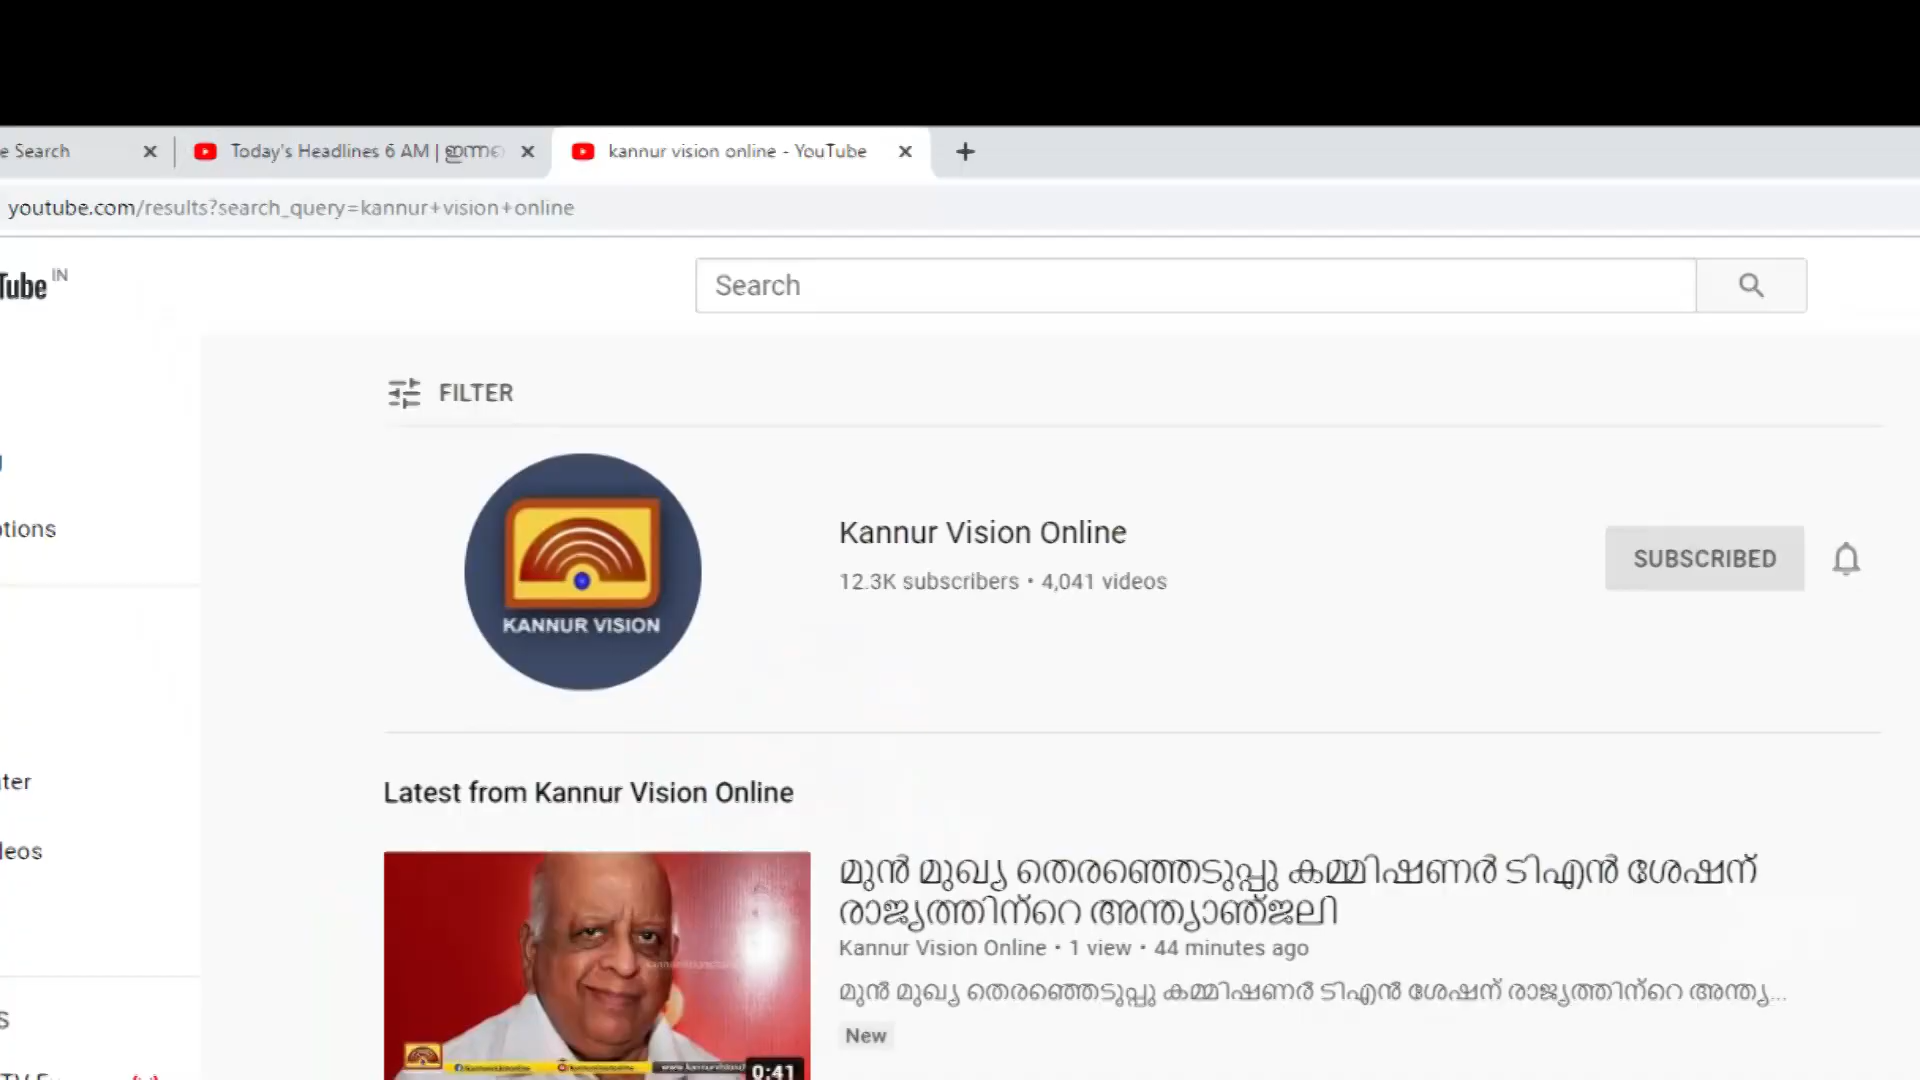 e Search
Today's Headlines 6 AM | ഇന്നത
kannur vision online - YouTube
youtube.com/results?search_query=kannur+vision+online
Tube IN
Search
FILTER
KANNUR VISION
Kannur Vision Online
12.3K subscribers • 4,041 videos
SUBSCRIBED
tions
ter
leos
Latest from Kannur Vision Online
മുൻ മുഖ്യ തെരഞ്ഞെടുപ്പു കമ്മിഷണർ ടിഎൻ ശേഷന്
രാജ്യത്തിന്റെ അന്ത്യാഞ്ജലി
Kannur Vision Online • 1 view • 44 minutes ago
മുൻ മുഖ്യ തെരഞ്ഞെടുപ്പു കമ്മിഷണർ ടിഎൻ ശേഷന് രാജ്യത്തിന്റെ അന്ത്യ...
New
0:41
S